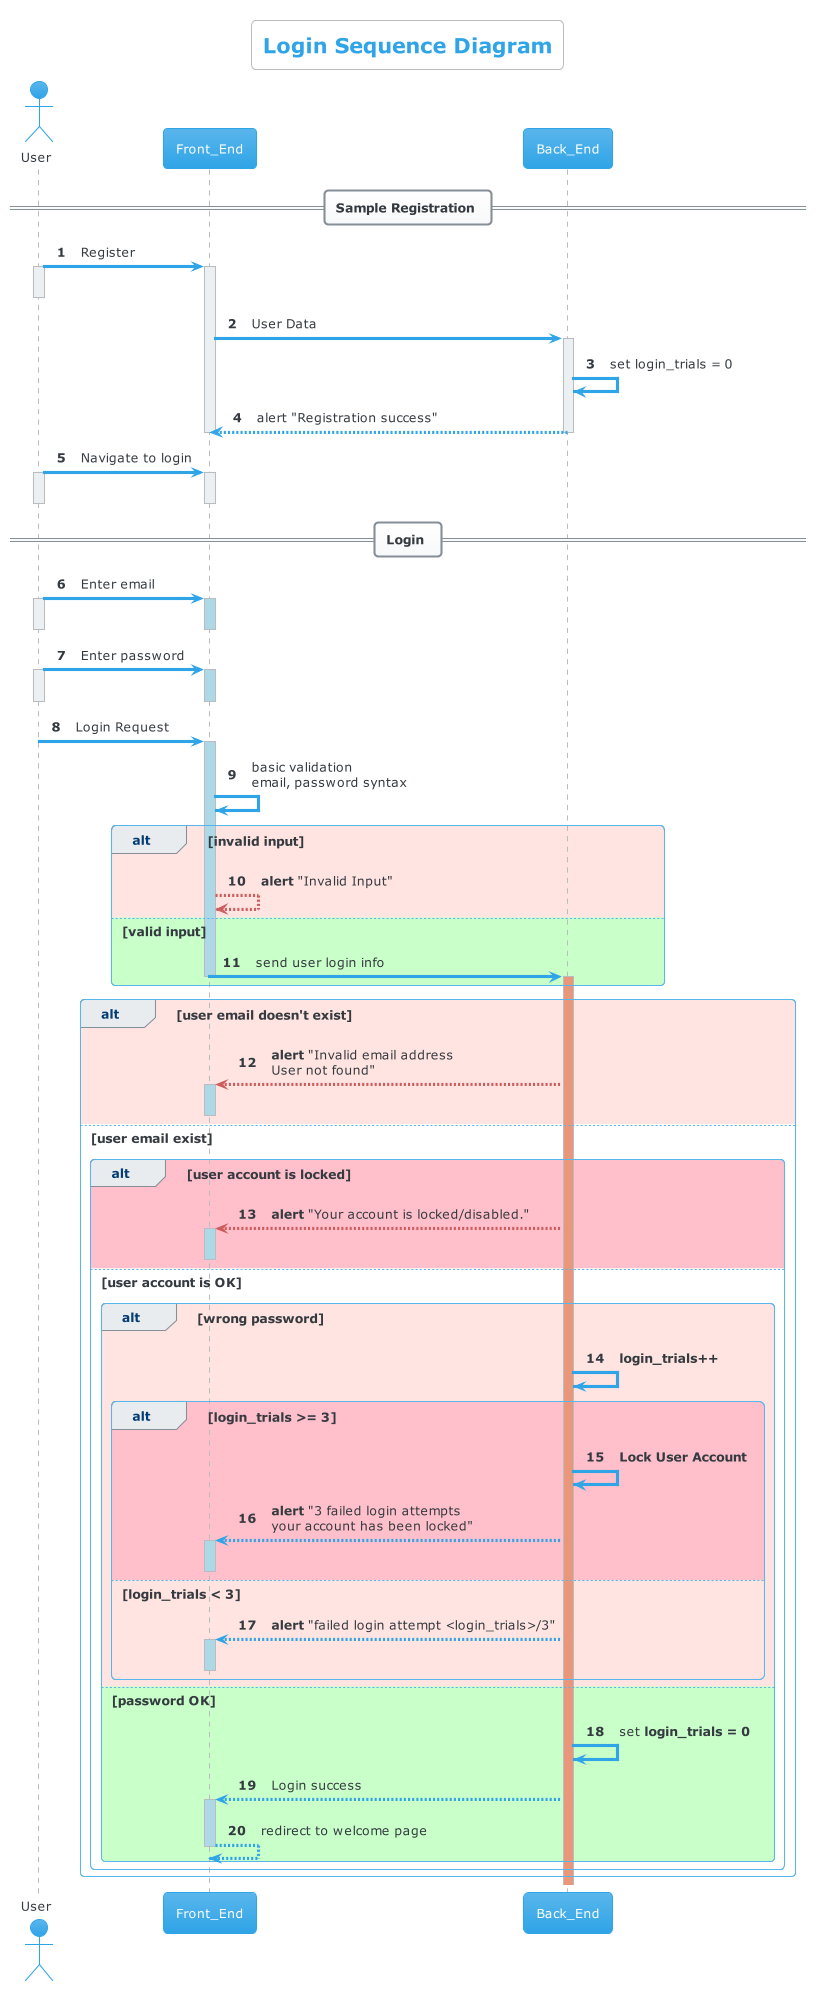 Login Sequence Diagram
User
Front_End
Back_End
Sample Registration
1 Register
2 User Data
3 set login_trials = 0
4 alert "Registration success"
5 Navigate to login
Login
6 Enter email
7 Enter password
8 Login Request
9 basic validation
email, password syntax
alt [invalid input]
10 alert "Invalid Input"
[valid input]
11 send user login info
alt [user email doesn't exist]
12 alert "Invalid email address
User not found"
[user email exist]
alt [user account is locked]
13 alert "Your account is locked/disabled."
[user account is OK]
alt [wrong password]
14 login_trials++
alt [login_trials >= 3]
15 Lock User Account
16 alert "3 failed login attempts
your account has been locked"
[login_trials < 3]
17 alert "failed login attempt <login_trials>/3"
[password OK]
18 set login_trials = 0
19 Login success
20 redirect to welcome page
User
Front_End
Back_End